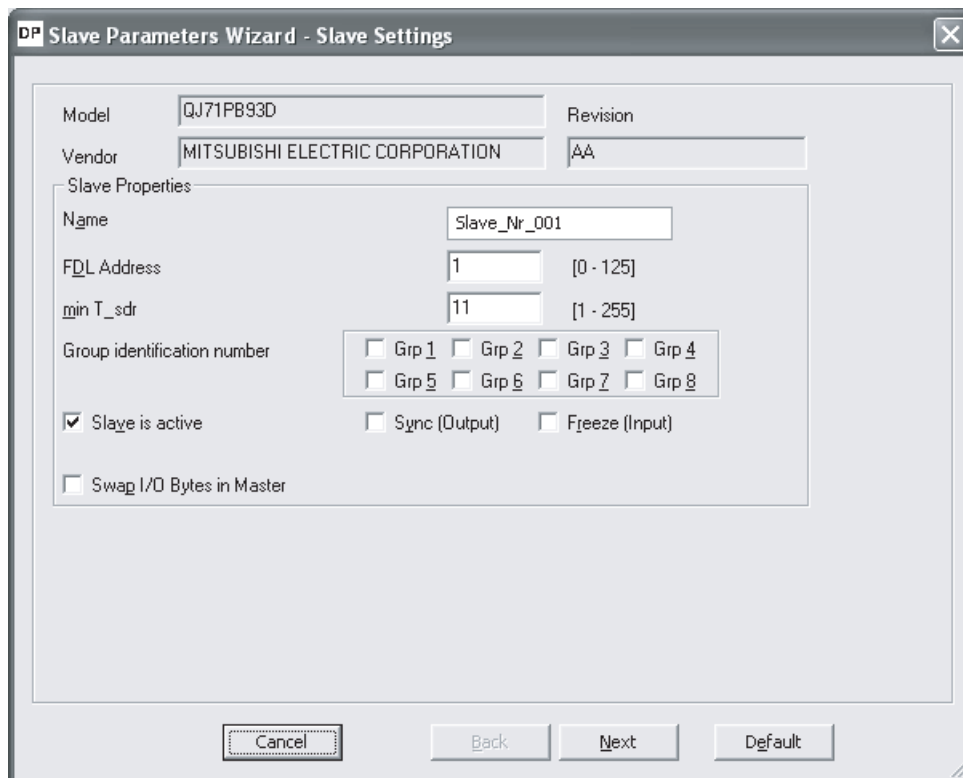 DP Slave Parameters Wizard - Slave Settings
Model QJ71PB93D Revision
Vendor MITSUBISHI ELECTRIC CORPORATION AA
Slave Properties
Name Slave_Nr_001
FDL Address 1 [0 - 125]
min T_sdr 11 [1 - 255]
Group identification number Grp 1 Grp 2 Grp 3 Grp 4
Grp 5 Grp 6 Grp 7 Grp 8
Slave is active Sync (Output) Freeze (Input)
Swap I/O Bytes in Master
Cancel Back Next Default